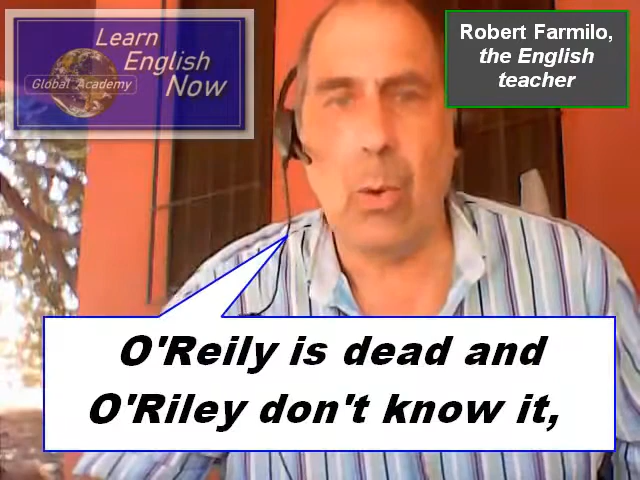 Learn
English
Now
Global Academy
Robert Farmilo,
the English
teacher
O'Reily is dead and
O'Riley don't know it,